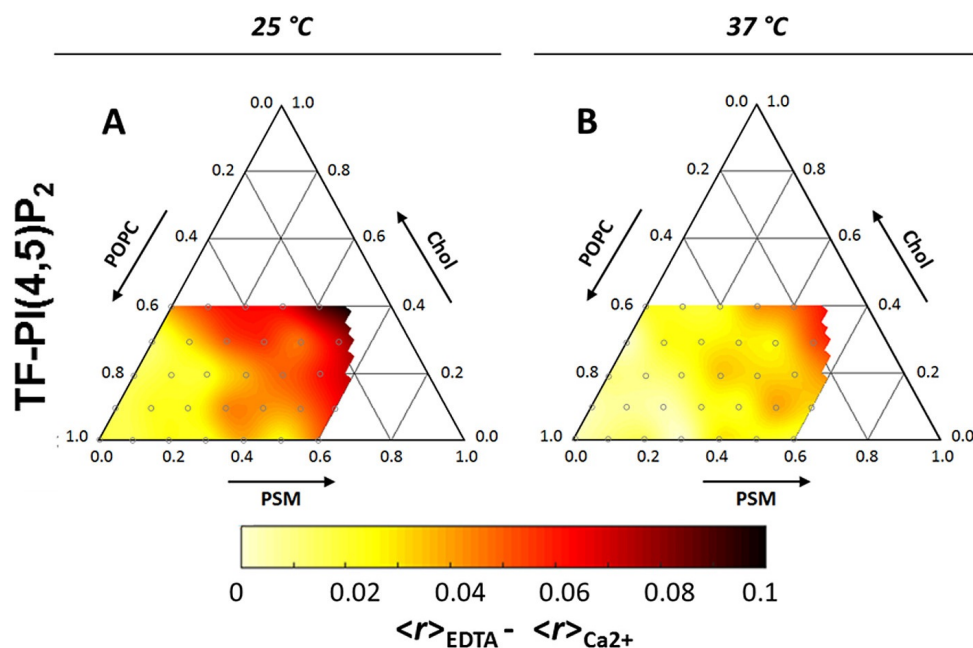 25 °C
37 °C
TF-PI(4,5)P2
A
0.0 1.0
0.2 0.8
0.4 0.6
0.6 0.4
0.8 0.2
1.0 0.0
0.0 0.2 0.4 0.6 0.8 1.0
POPC
Chol
PSM
B
0.0 1.0
0.2 0.8
0.4 0.6
0.6 0.4
0.8 0.2
1.0 0.0
0.0 0.2 0.4 0.6 0.8 1.0
POPC
Chol
PSM
0 0.02 0.04 0.06 0.08 0.1
<r>EDTA - <r>Ca2+